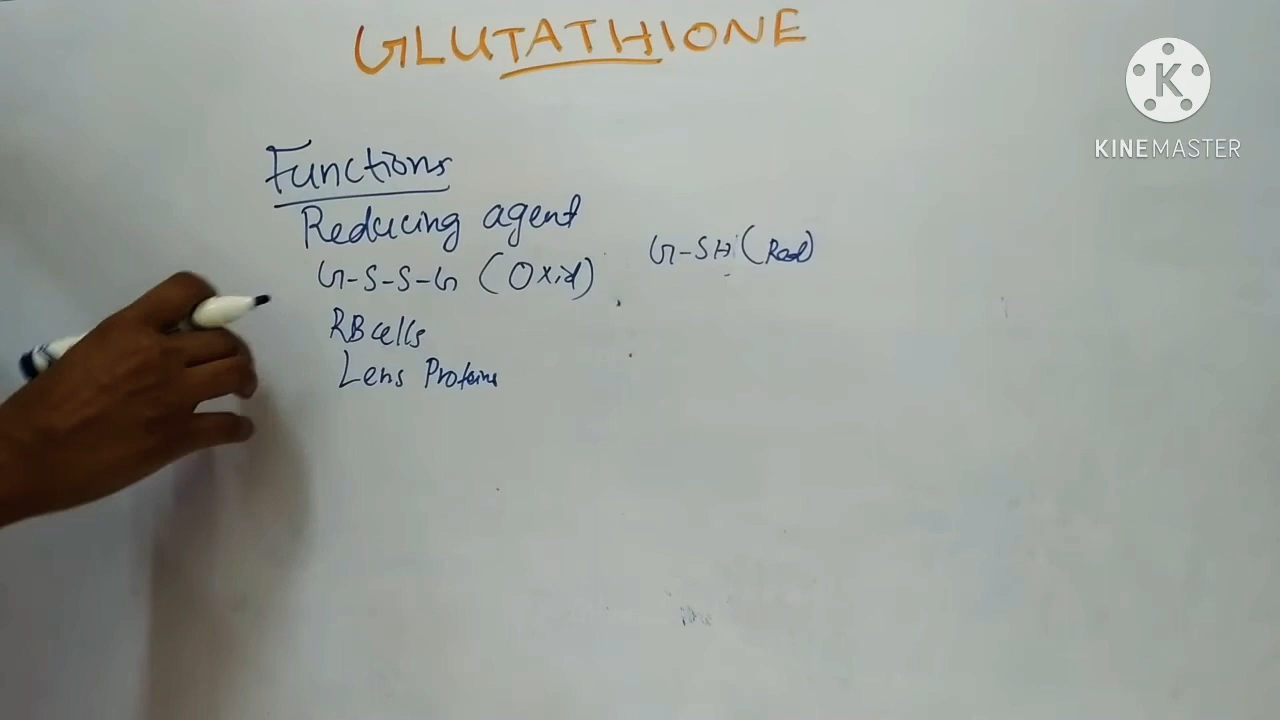 GLUTATHIONE
KINEMASTER
Functions
Reducing agent
G-S-S-G (Oxid) G-SH (Red)
RBcells
Lens Proteins